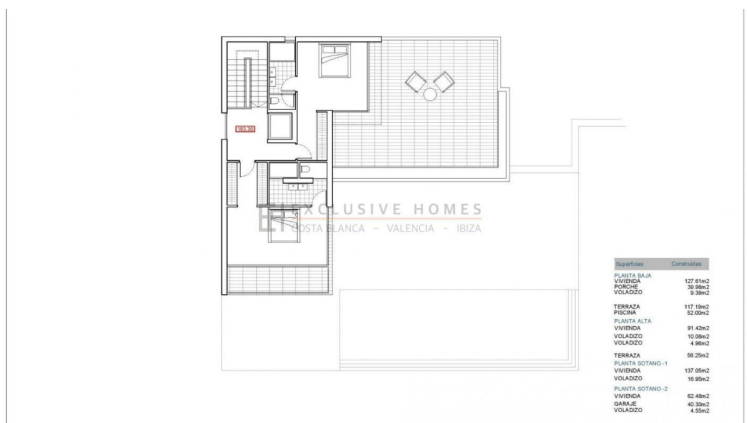 193.30
EXCLUSIVE HOMES
COSTA BLANCA - VALENCIA - IBIZA
Superficies Construidas
PLANTA BAJA
VIVIENDA 127.61m2
PORCHE 39.98m2
VOLADIZO 9.39m2
TERRAZA 117.19m2
PISCINA 52.00m2
PLANTA ALTA
VIVIENDA 91.42m2
VOLADIZO 10.08m2
VOLADIZO 4.96m2
TERRAZA 56.25m2
PLANTA SOTANO -1
VIVIENDA 137.05m2
VOLADIZO 16.95m2
PLANTA SOTANO -2
VIVIENDA 62.48m2
GARAJE 40.30m2
VOLADIZO 4.55m2